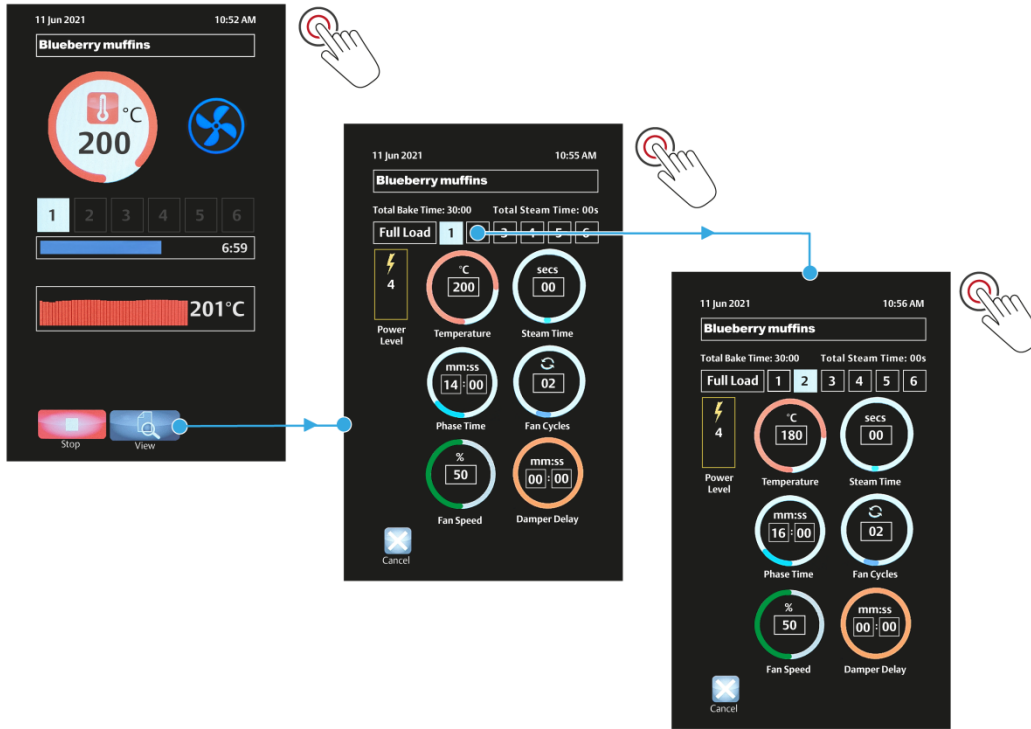 11 Jun 2021 10:52 AM
Blueberry muffins
°C
200
1 2 3 4 5 6
6:59
201°C
Stop View
11 Jun 2021 10:55 AM
Blueberry muffins
Total Bake Time: 30:00 Total Steam Time: 00s
Full Load 1 3 4 5 6
4
Power
Level
°C
200
Temperature
secs
00
Steam Time
mm:ss
14:00
Phase Time
02
Fan Cycles
%
50
Fan Speed
mm:ss
00:00
Damper Delay
Cancel
11 Jun 2021 10:56 AM
Blueberry muffins
Total Bake Time: 30:00 Total Steam Time: 00s
Full Load 1 2 3 4 5 6
4
Power
Level
°C
180
Temperature
secs
00
Steam Time
mm:ss
16:00
Phase Time
02
Fan Cycles
%
50
Fan Speed
mm:ss
00:00
Damper Delay
Cancel